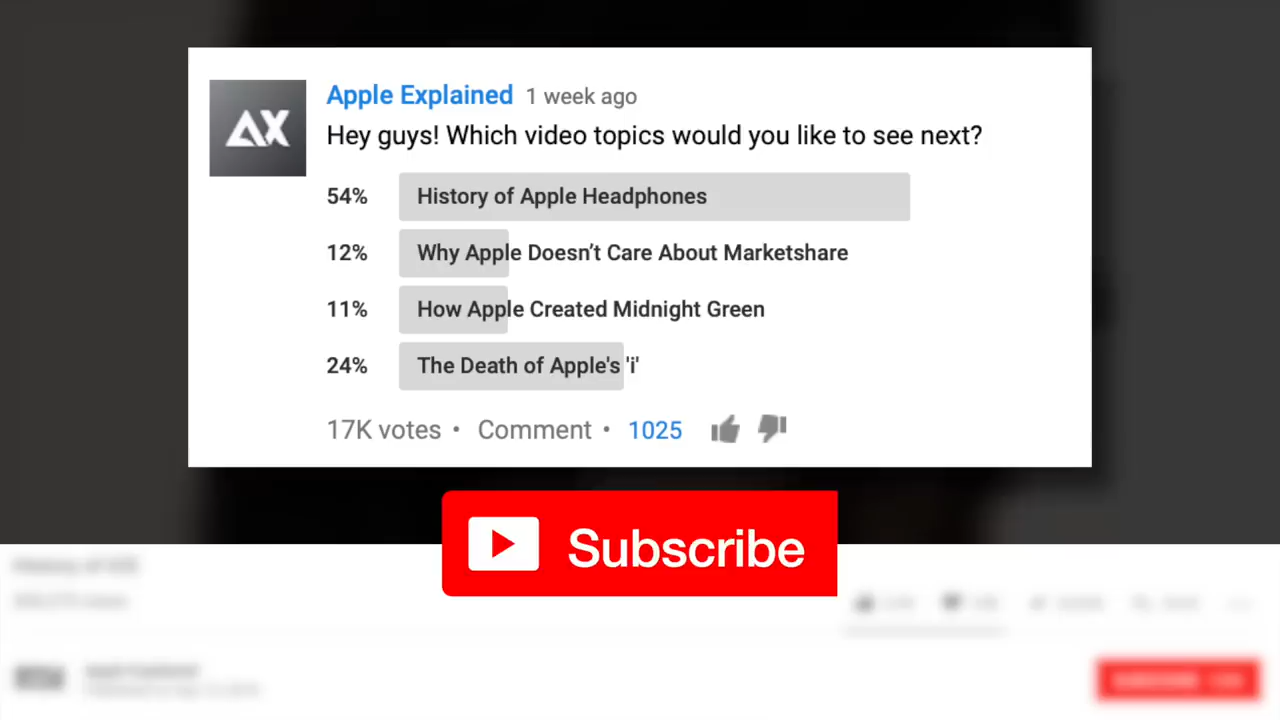 AX
Apple Explained 1 week ago
Hey guys! Which video topics would you like to see next?
54% History of Apple Headphones
12% Why Apple Doesn't Care About Marketshare
11% How Apple Created Midnight Green
24% The Death of Apple's 'i'
17K votes • Comment • 1025
Subscribe